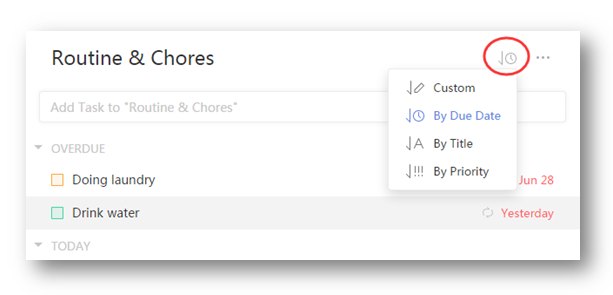 Routine & Chores
Custom
By Due Date
By Title
By Priority
Add Task to "Routine & Chores"
OVERDUE
Doing laundry
Jun 28
Drink water
Yesterday
TODAY